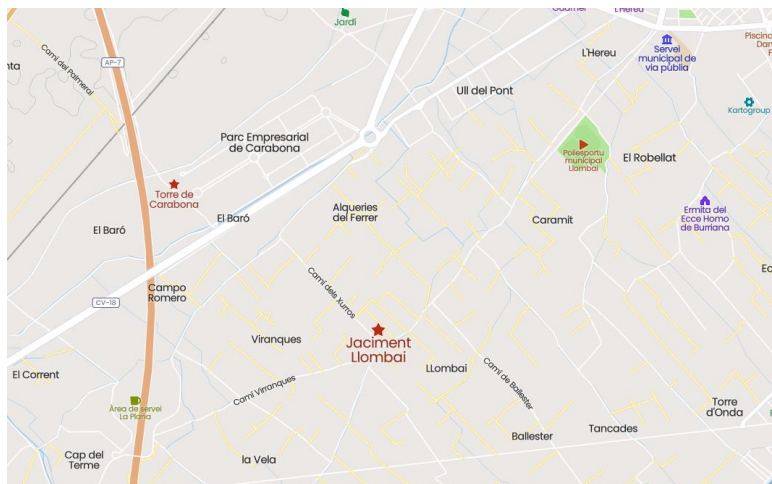 L'Hereu
Jardí
Piscina
L'Hereu
Servei
municipal de
via pública
Camí del Palmeral
AP-7
Ull del Pont
Kartogroup
Parc Empresarial
de Carabona
Poliesportu
municipal
Llombai
El Robellat
Torre de
Carabona
Alqueries
del Ferrer
Ermita del
Ecce Homo
de Burriana
El Baró
Caramit
El Baró
Camí dels Xurros
Campo
Romero
CV-18
Jaciment
Llombai
Viranques
LLombai
Camí de Ballester
El Corrent
Camí Virranques
Àrea de servei
La Plana
Torre
d'Onda
Tancades
Ballester
Cap del
Terme
la Vela